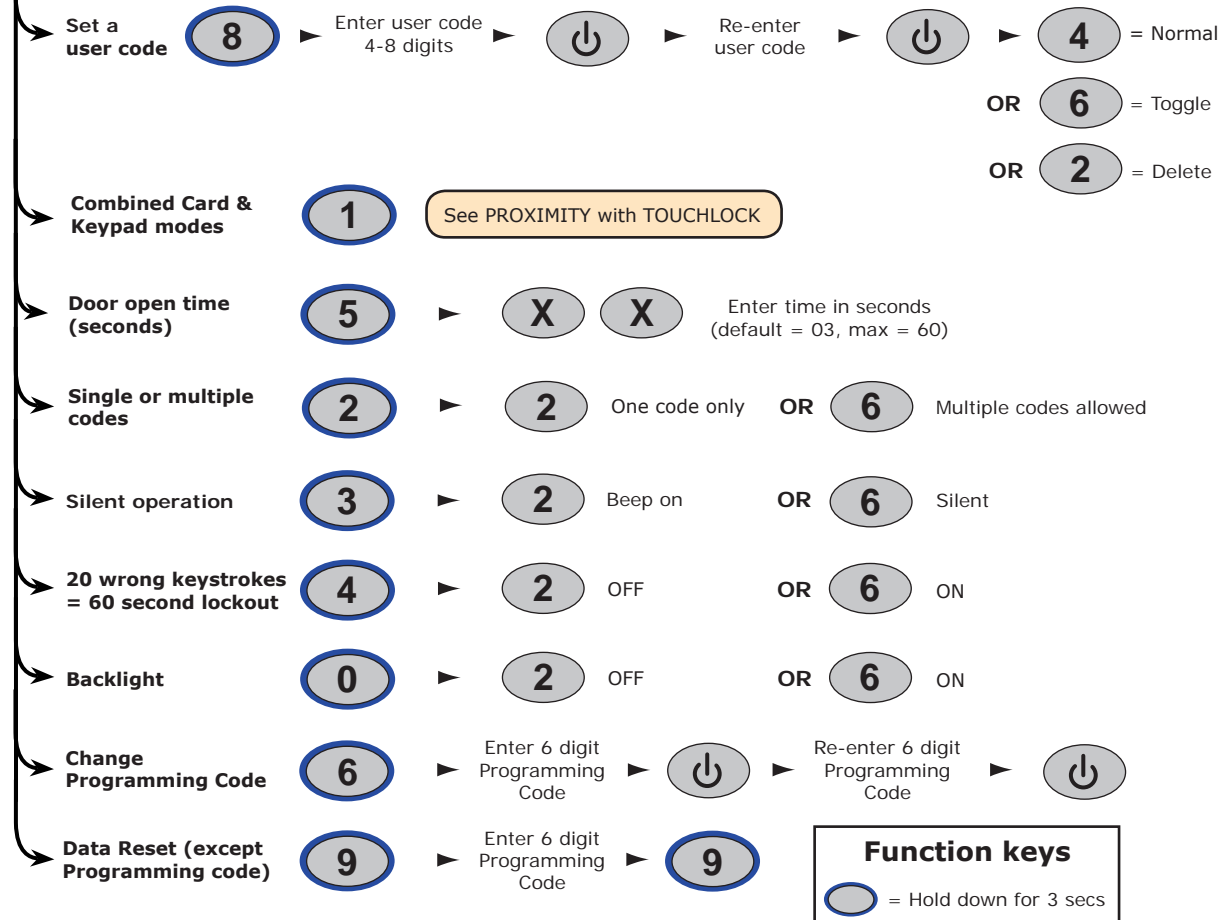 Set a
user code
8
Enter user code
4-8 digits
Re-enter
user code
4 = Normal
OR 6 = Toggle
OR 2 = Delete
Combined Card &
Keypad modes
1
See PROXIMITY with TOUCHLOCK
Door open time
(seconds)
5
X X
Enter time in seconds
(default = 03, max = 60)
Single or multiple
codes
2
2 One code only OR 6 Multiple codes allowed
Silent operation 3 2 Beep on OR 6 Silent
20 wrong keystrokes
= 60 second lockout
4
2 OFF OR 6 ON
Backlight 0 2 OFF OR 6 ON
Change
Programming Code
6
Enter 6 digit
Programming
Code
Re-enter 6 digit
Programming
Code
Data Reset (except
Programming code)
9
Enter 6 digit
Programming
Code
9
Function keys
= Hold down for 3 secs